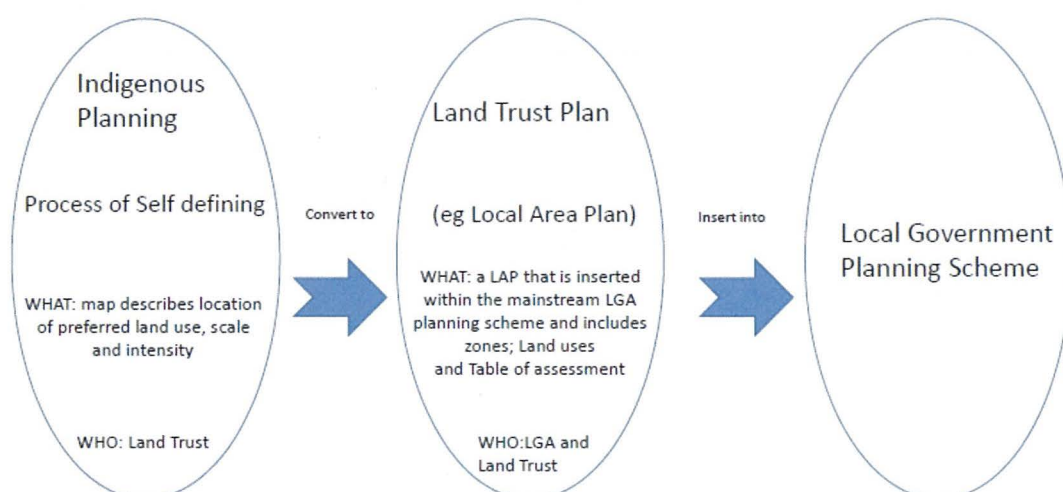 Indigenous
Planning
Process of Self defining
WHAT: map describes location
of preferred land use, scale
and intensity
WHO: Land Trust
Convert to
Land Trust Plan
(eg Local Area Plan)
WHAT: a LAP that is inserted
within the mainstream LGA
planning scheme and includes
zones; Land uses
and Table of assessment
WHO:LGA and
Land Trust
Insert into
Local Government
Planning Scheme